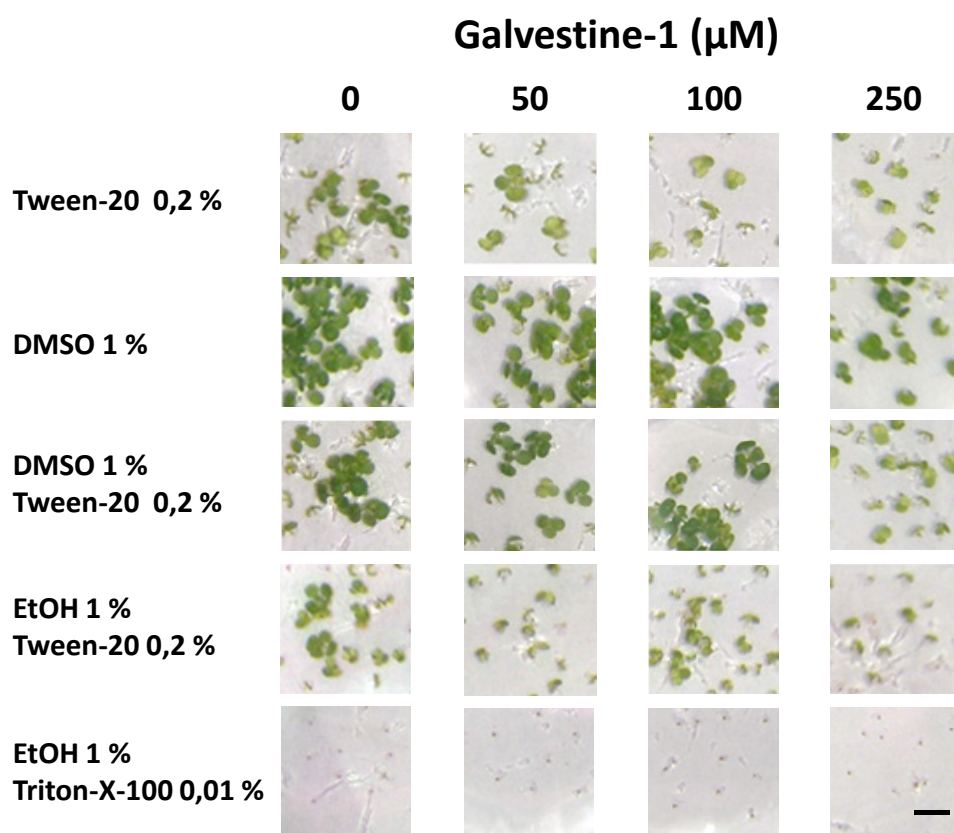 Galvestine-1 (µM)
0 50 100 250
Tween-20 0,2 %
DMSO 1 %
DMSO 1 %
Tween-20 0,2 %
EtOH 1 %
Tween-20 0,2 %
EtOH 1 %
Triton-X-100 0,01 %